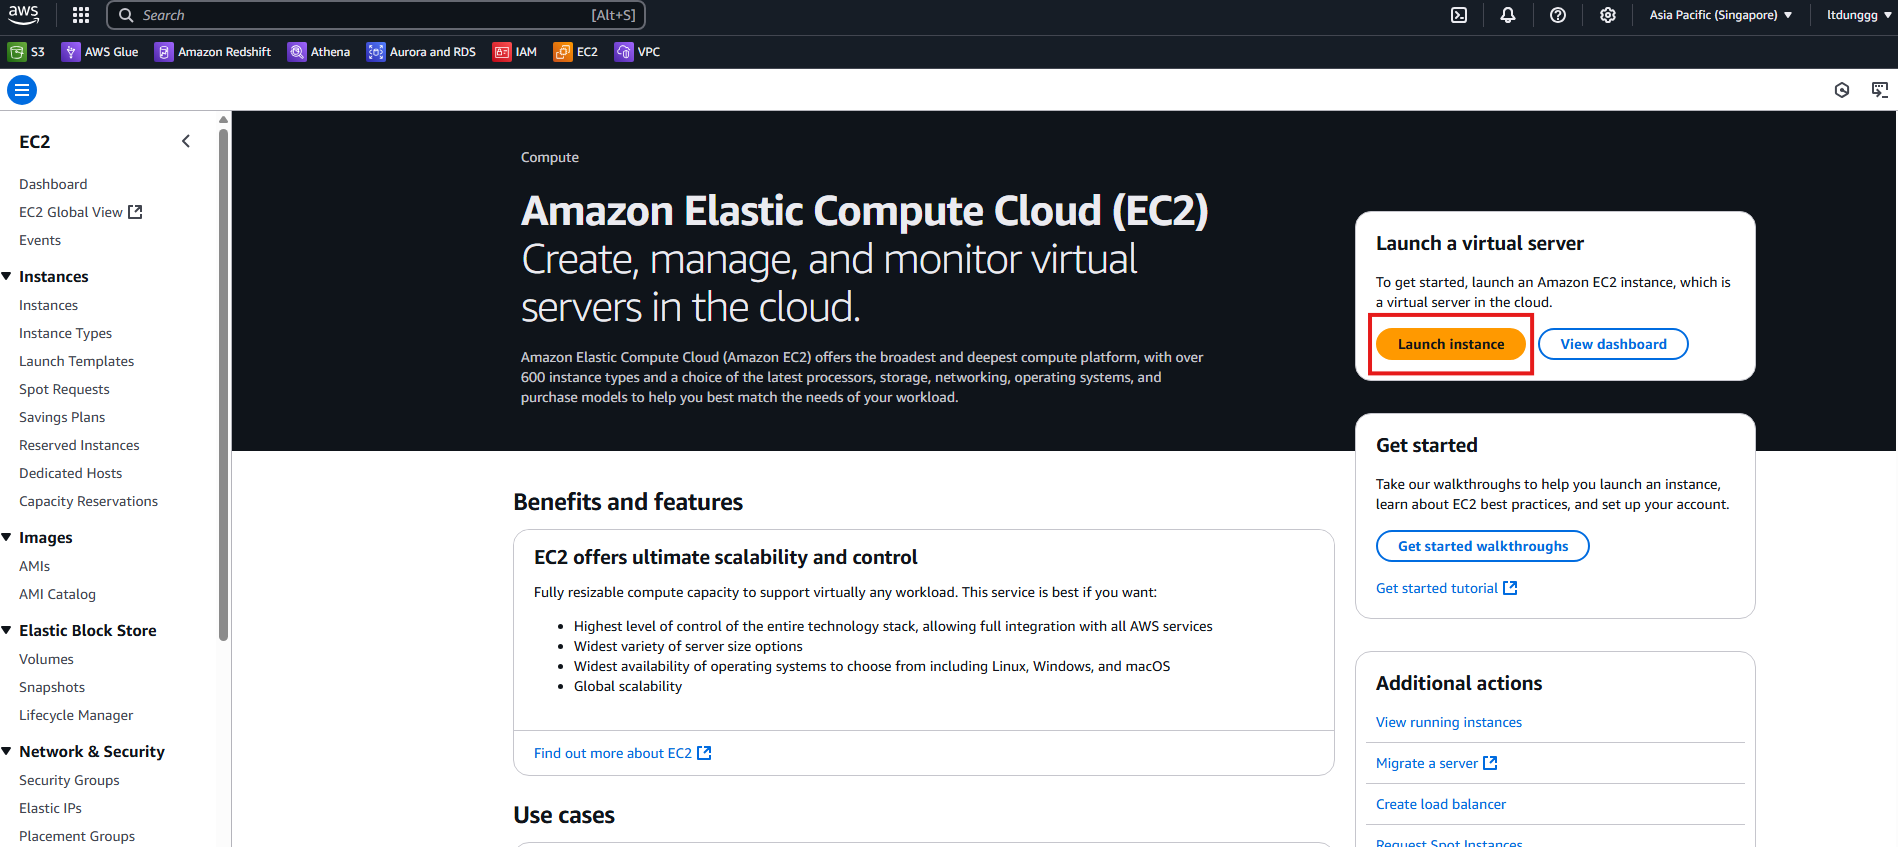 aws
Search
[Alt+S]
Asia Pacific (Singapore)
ltdunggg
S3
AWS Glue
Amazon Redshift
Athena
Aurora and RDS
IAM
EC2
VPC
EC2
Dashboard
EC2 Global View
Events
Instances
Instances
Instance Types
Launch Templates
Spot Requests
Savings Plans
Reserved Instances
Dedicated Hosts
Capacity Reservations
Images
AMIs
AMI Catalog
Elastic Block Store
Volumes
Snapshots
Lifecycle Manager
Network & Security
Security Groups
Elastic IPs
Placement Groups
Compute
Amazon Elastic Compute Cloud (EC2)
Create, manage, and monitor virtual
servers in the cloud.
Amazon Elastic Compute Cloud (Amazon EC2) offers the broadest and deepest compute platform, with over
600 instance types and a choice of the latest processors, storage, networking, operating systems, and
purchase models to help you best match the needs of your workload.
Launch a virtual server
To get started, launch an Amazon EC2 instance, which is
a virtual server in the cloud.
Launch instance
View dashboard
Get started
Take our walkthroughs to help you launch an instance,
learn about EC2 best practices, and set up your account.
Get started walkthroughs
Get started tutorial
Benefits and features
EC2 offers ultimate scalability and control
Fully resizable compute capacity to support virtually any workload. This service is best if you want:
• Highest level of control of the entire technology stack, allowing full integration with all AWS services
• Widest variety of server size options
• Widest availability of operating systems to choose from including Linux, Windows, and macOS
• Global scalability
Find out more about EC2
Use cases
Additional actions
View running instances
Migrate a server
Create load balancer
Request Spot Instances